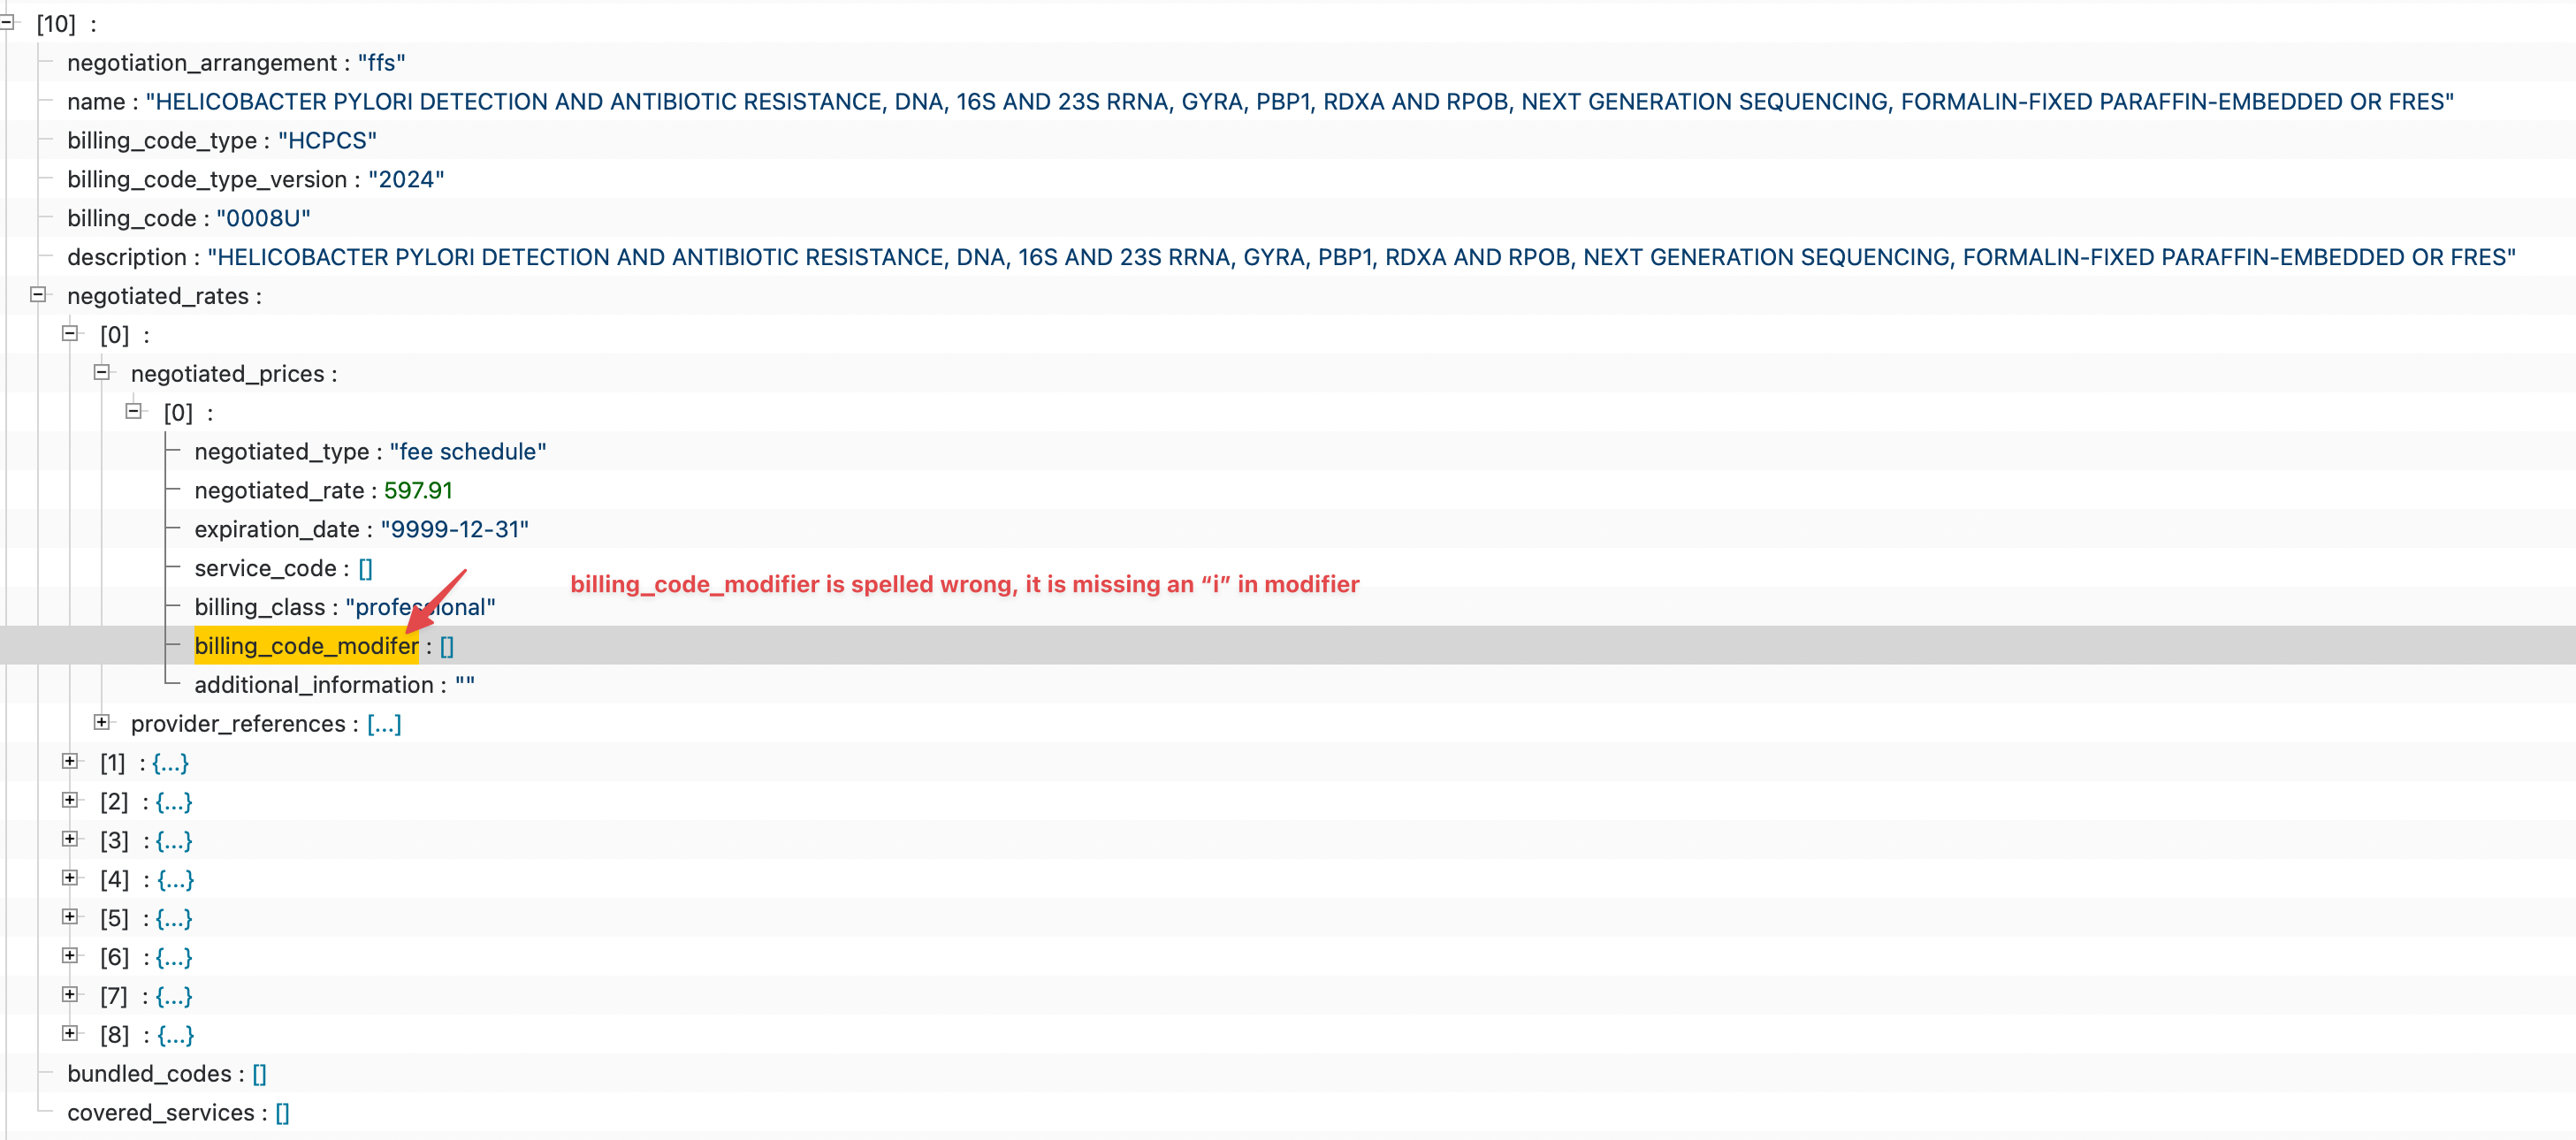 [10] :
negotiation_arrangement : "ffs"
name : "HELICOBACTER PYLORI DETECTION AND ANTIBIOTIC RESISTANCE, DNA, 16S AND 23S RRNA, GYRA, PBP1, RDXA AND RPOB, NEXT GENERATION SEQUENCING, FORMALIN-FIXED PARAFFIN-EMBEDDED OR FRES"
billing_code_type : "HCPCS"
billing_code_type_version : "2024"
billing_code : "0008U"
description : "HELICOBACTER PYLORI DETECTION AND ANTIBIOTIC RESISTANCE, DNA, 16S AND 23S RRNA, GYRA, PBP1, RDXA AND RPOB, NEXT GENERATION SEQUENCING, FORMALIN-FIXED PARAFFIN-EMBEDDED OR FRES"
negotiated_rates :
[0] :
negotiated_prices :
[0] :
negotiated_type : "fee schedule"
negotiated_rate : 597.91
expiration_date : "9999-12-31"
service_code : []
billing_code_modifier is spelled wrong, it is missing an “i” in modifier
billing_class : "professional"
billing_code_modifer : []
additional_information : ""
provider_references : [...]
[1] : {...}
[2] : {...}
[3] : {...}
[4] : {...}
[5] : {...}
[6] : {...}
[7] : {...}
[8] : {...}
bundled_codes : []
covered_services : []